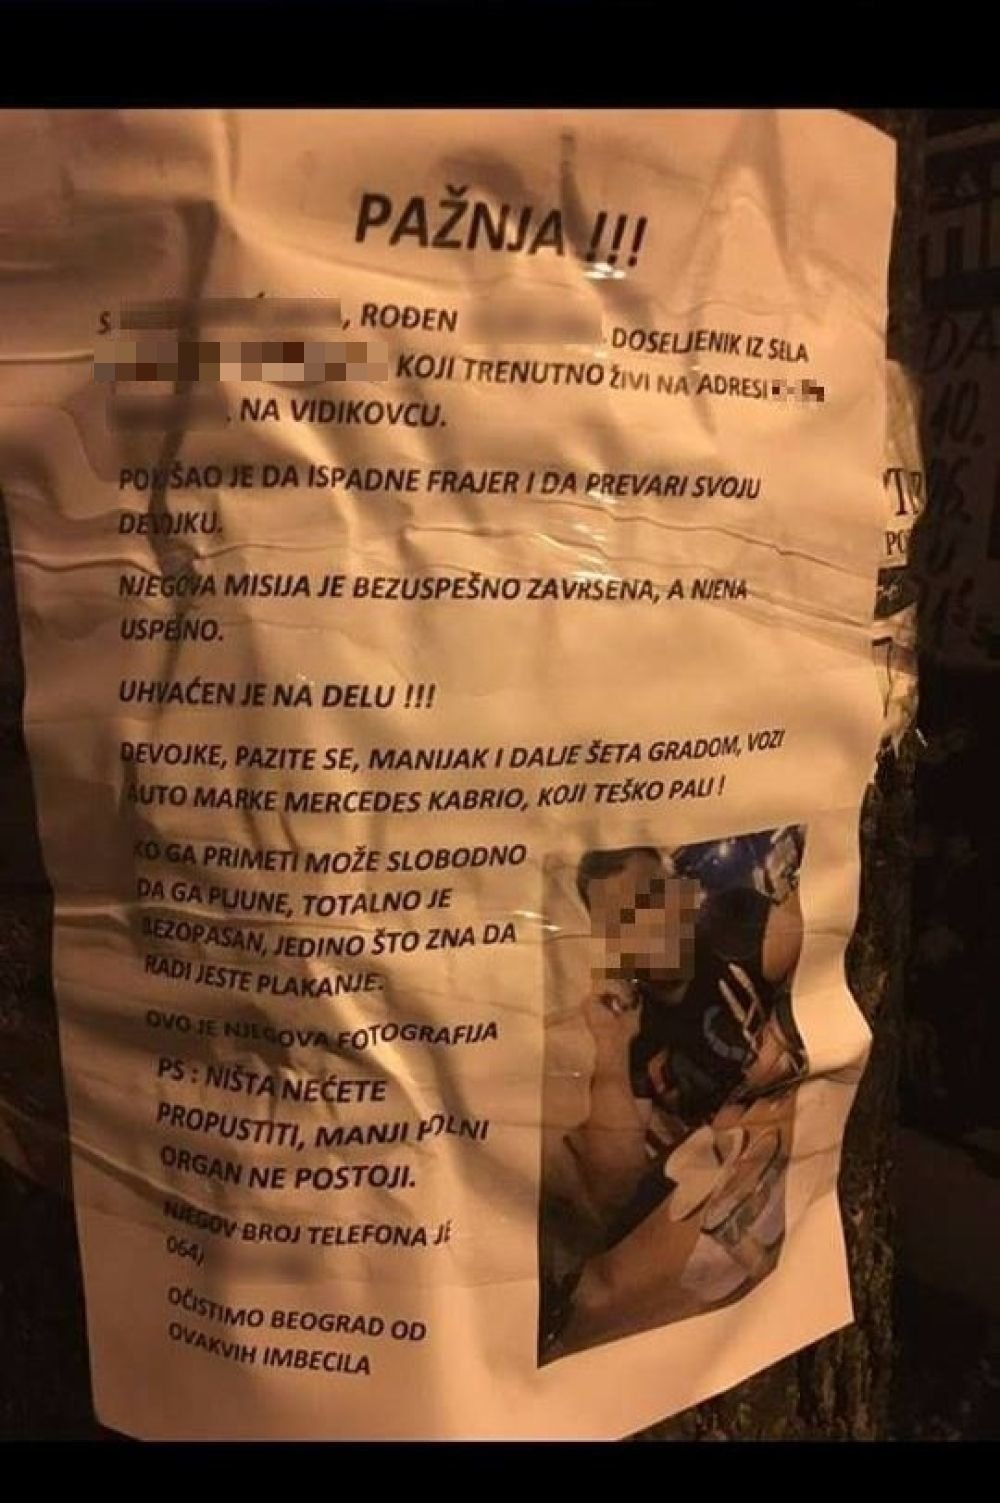 PAŽNJA !!!
S , ROĐEN . DOSELJENIK IZ SELA
KOJI TRENUTNO ŽIVI NA ADRESI
, NA VIDIKOVCU.
POKUŠAO JE DA ISPADNE FRAJER I DA PREVARI SVOJU
DEVOJKU.
NJEGOVA MISIJA JE BEZUSPEŠNO ZAVRSENA, A NJENA
USPEŠNO.
UHVAĆEN JE NA DELU !!!
DEVOJKE, PAZITE SE, MANIJAK I DALJE ŠETA GRADOM, VOZI
AUTO MARKE MERCEDES KABRIO, KOJI TEŠKO PALI !
KO GA PRIMETI MOŽE SLOBODNO
DA GA PLJUNE, TOTALNO JE
BEZOPASAN, JEDINO ŠTO ZNA DA
RADI JESTE PLAKANJE.
OVO JE NJEGOVA FOTOGRAFIJA
PS : NIŠTA NEĆETE
PROPUSTITI, MANJI POLNI
ORGAN NE POSTOJI.
NJEGOV BROJ TELEFONA JE
064/
OČISTIMO BEOGRAD OD
OVAKVIH IMBECILA